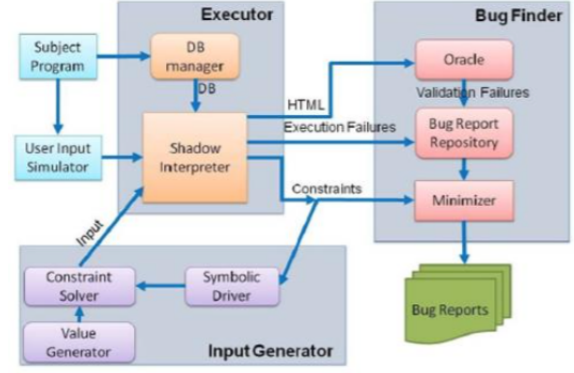 Executor
Bug Finder
Subject
Program
DB
manager
DB
Oracle
HTML
Validation Failures
Execution Failures
User Input
Simulator
Shadow
Interpreter
Bug Report
Repository
Constraints
Minimizer
Input
Constraint
Solver
Symbolic
Driver
Value
Generator
Input Generator
Bug Reports